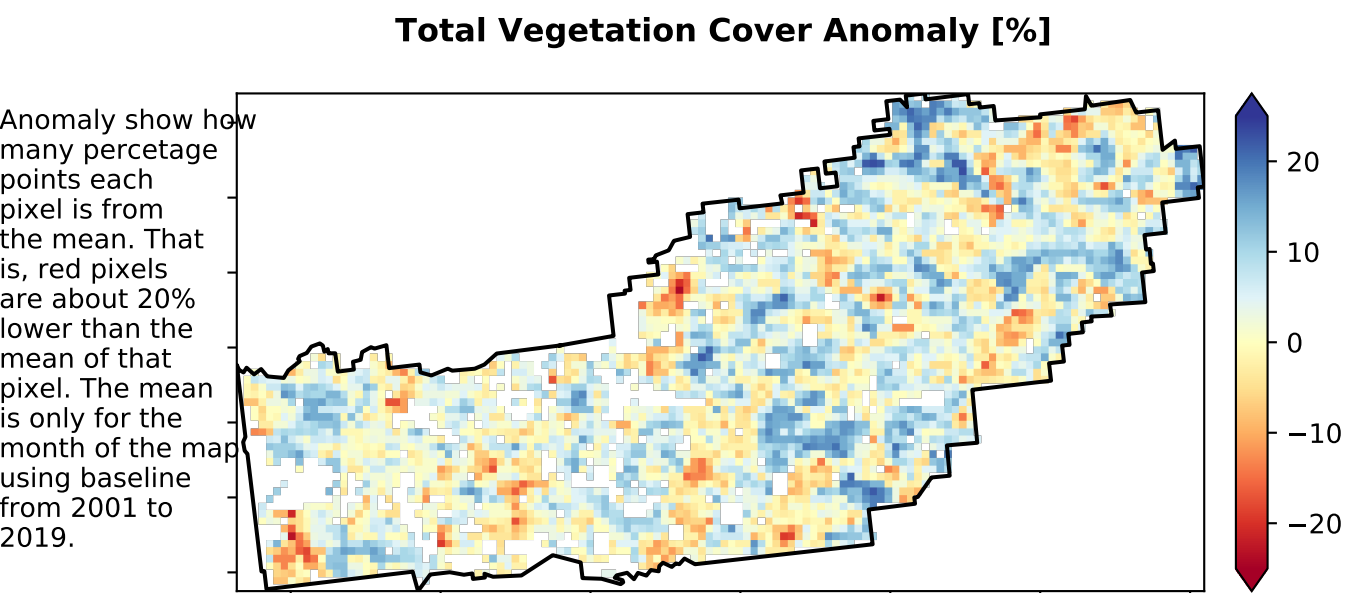 Total Vegetation Cover Anomaly [%]
Anomaly show how
many percetage
points each
pixel is from
the mean. That
is, red pixels
are about 20%
lower than the
mean of that
pixel. The mean
is only for the
month of the map
using baseline
from 2001 to
2019.
20
10
0
−10
−20